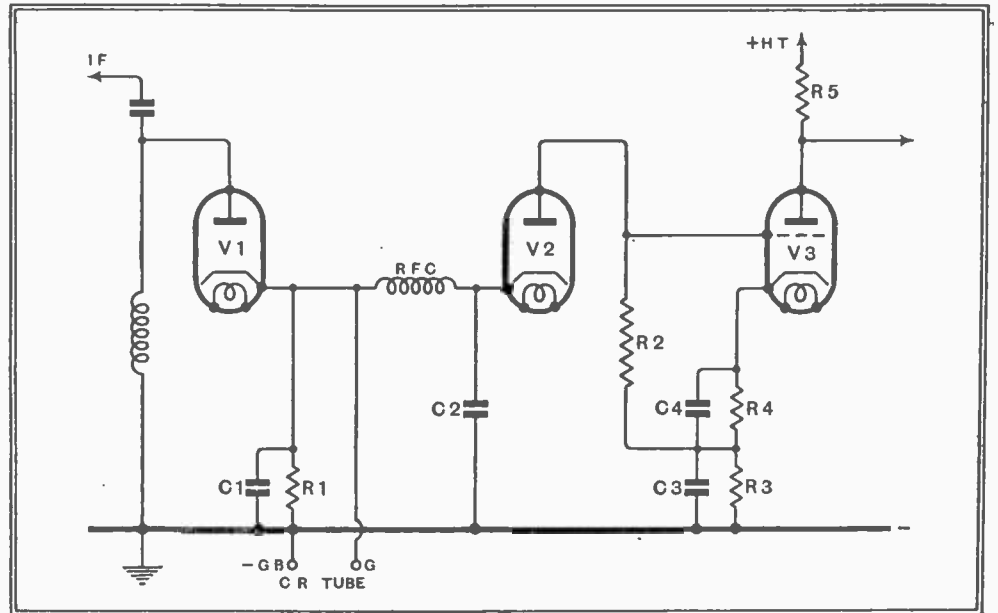 +HT
IF
R5
V1
V2
V3
RFC
R2
C2
C4 R4
C1 R1
C3 R3
-
-GB G
CR TUBE